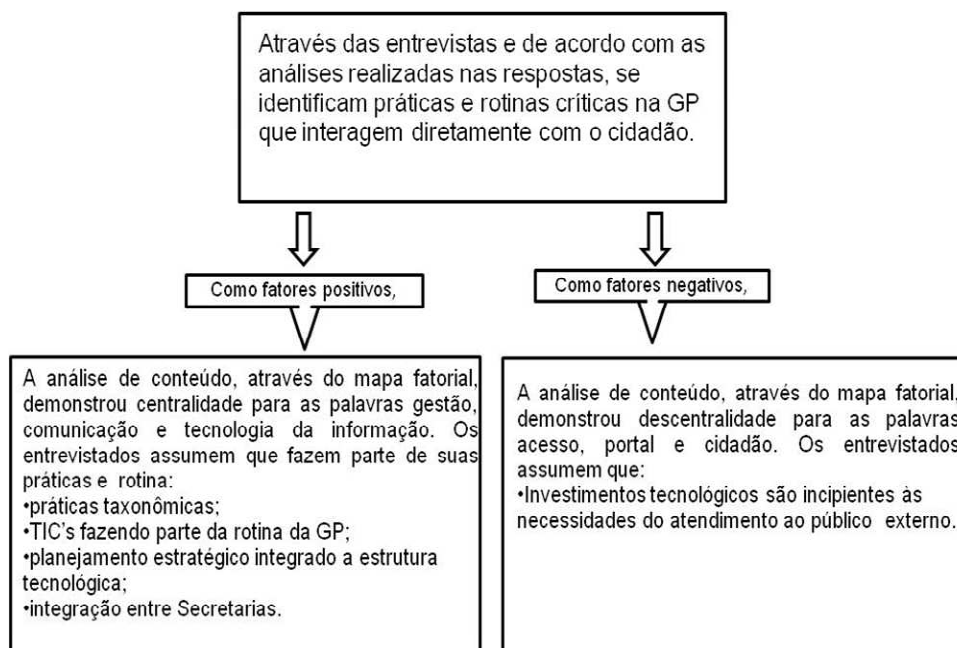 Através das entrevistas e de acordo com as
análises realizadas nas respostas, se
identificam práticas e rotinas críticas na GP
que interagem diretamente com o cidadão.
Como fatores positivos,
Como fatores negativos,
A análise de conteúdo, através do mapa fatorial,
demonstrou centralidade para as palavras gestão,
comunicação e tecnologia da informação. Os
entrevistados assumem que fazem parte de suas
práticas e rotina:
•práticas taxonômicas;
•TIC's fazendo parte da rotina da GP;
•planejamento estratégico integrado a estrutura
tecnológica;
•integração entre Secretarias.
A análise de conteúdo, através do mapa fatorial,
demonstrou descentralidade para as palavras
acesso, portal e cidadão. Os entrevistados
assumem que:
•Investimentos tecnológicos são incipientes às
necessidades do atendimento ao público externo.